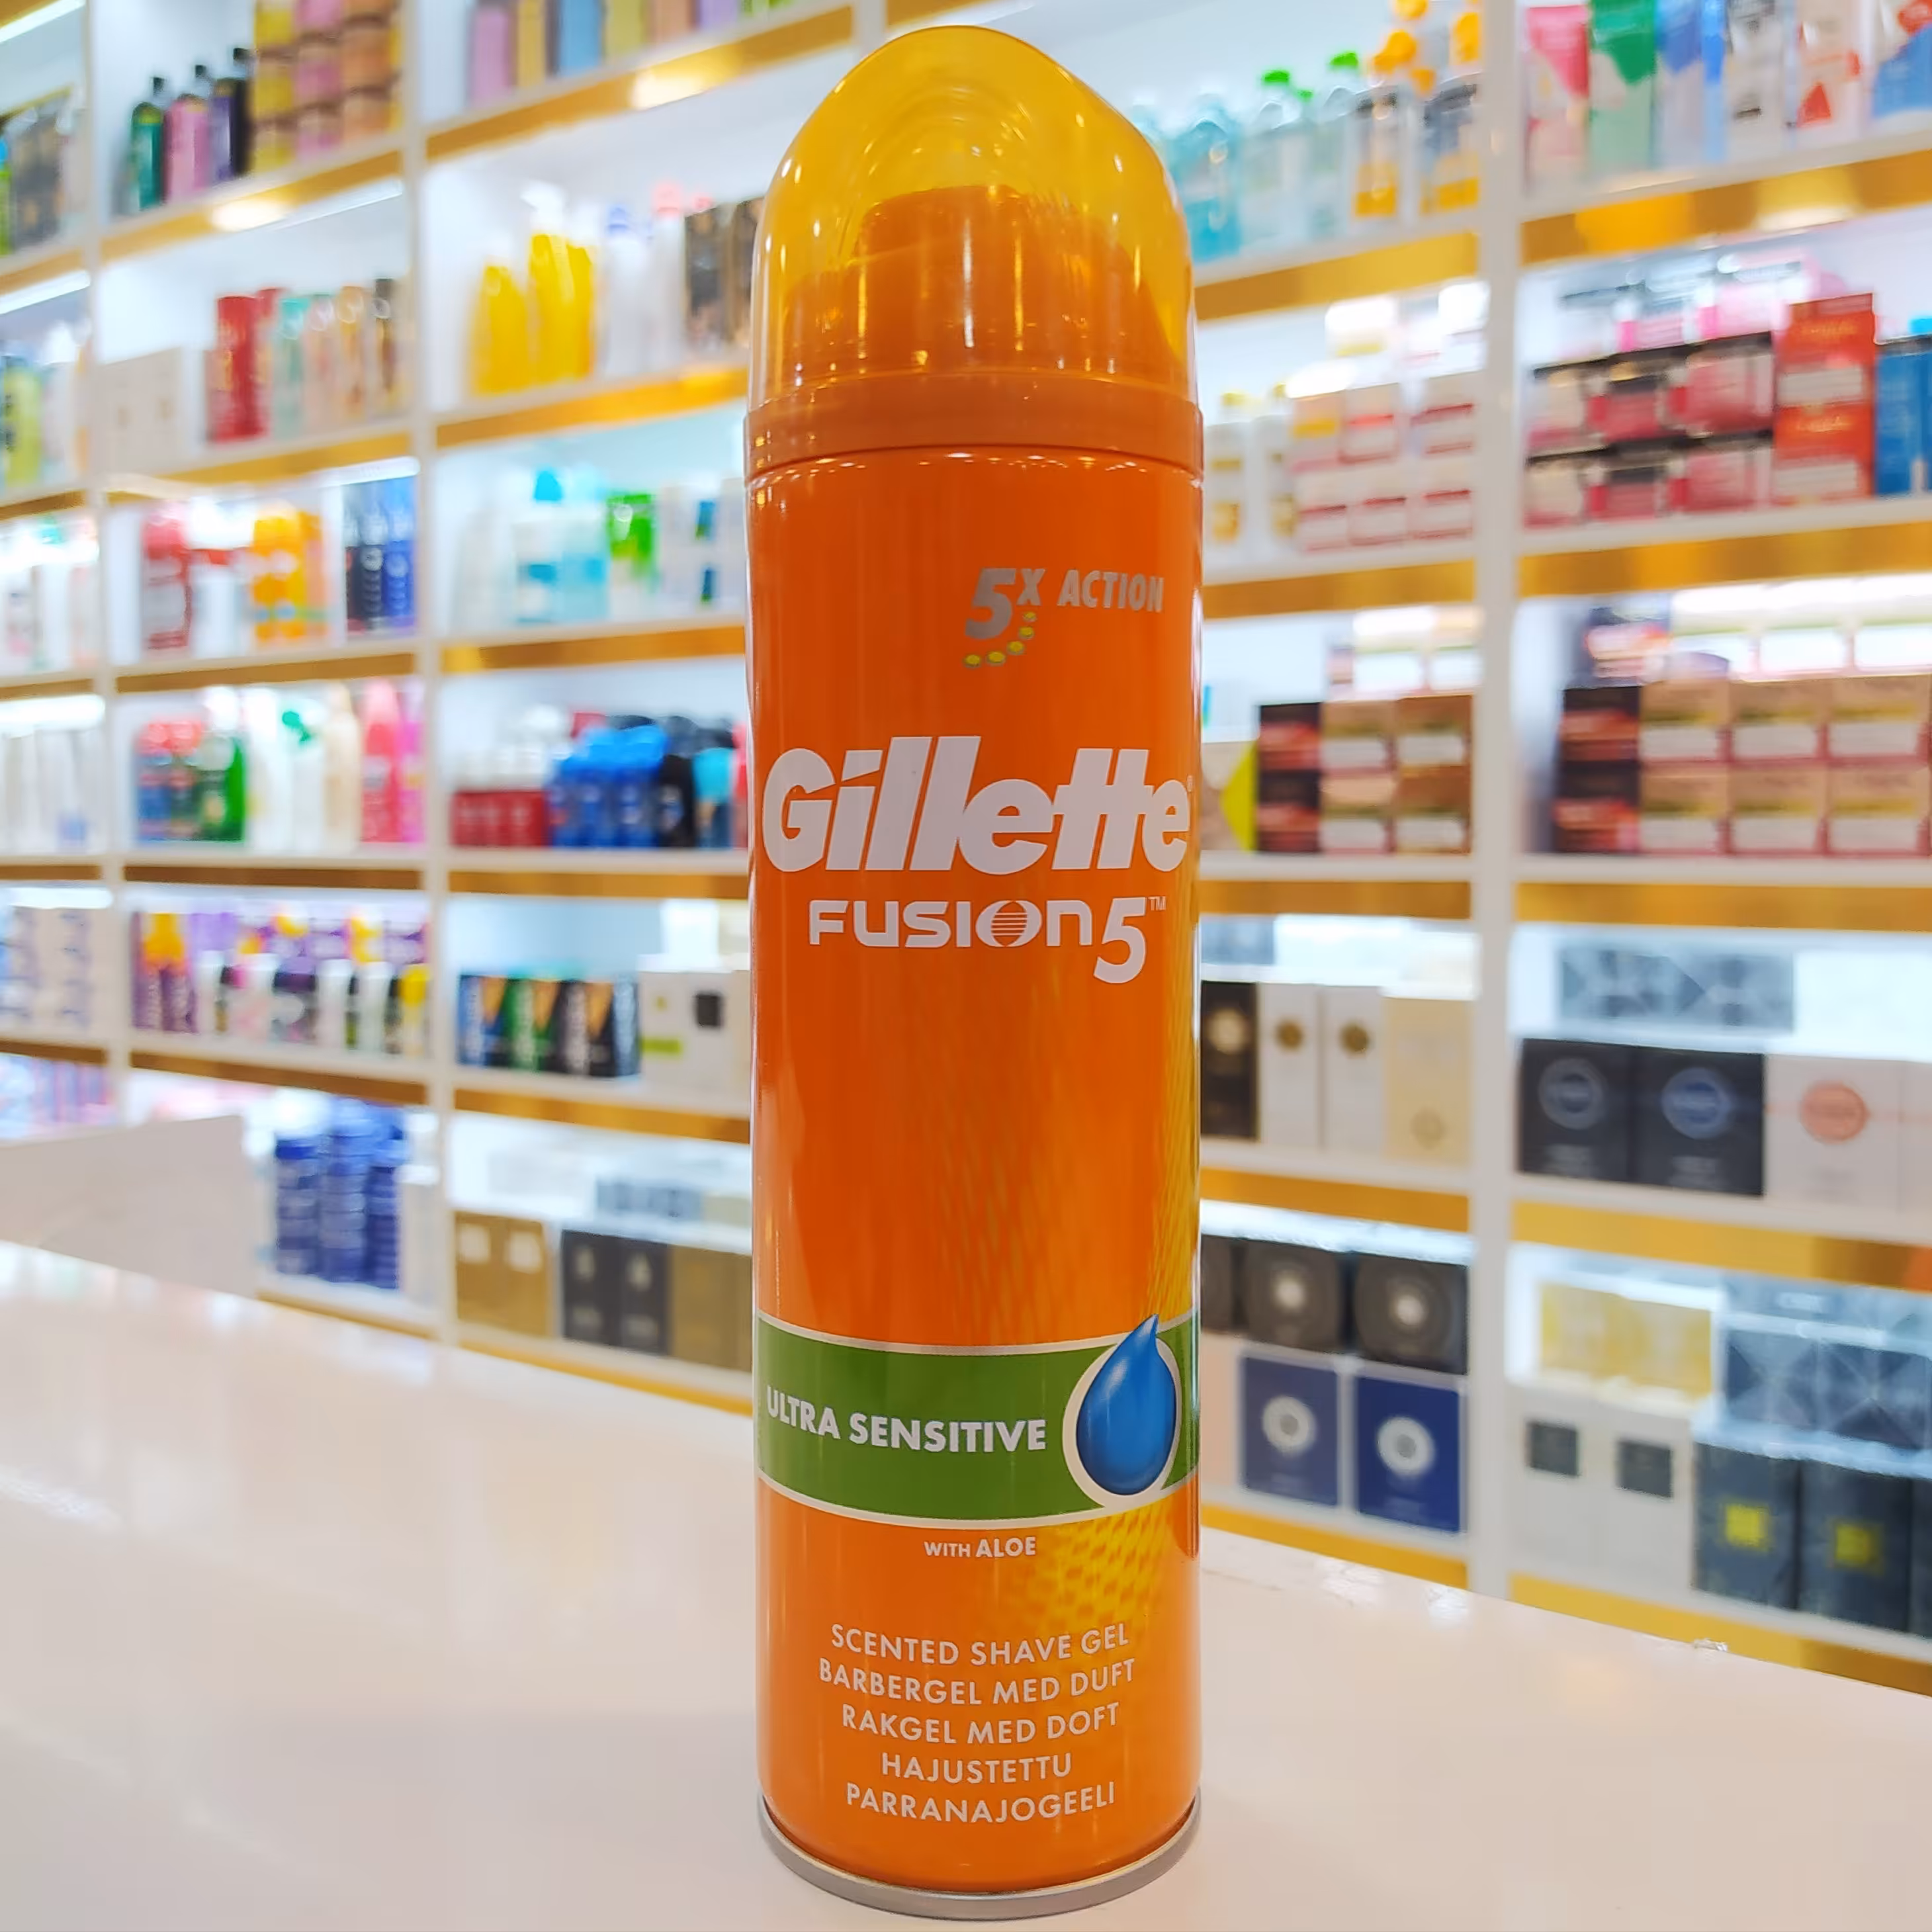 5X ACTION
Gillette®
FUSION5™
ULTRA SENSITIVE
WITH ALOE
SCENTED SHAVE GEL
BARBERGEL MED DUFT
RAKGEL MED DOFT
HAJUSTETTU
PARRANAJOGEELI